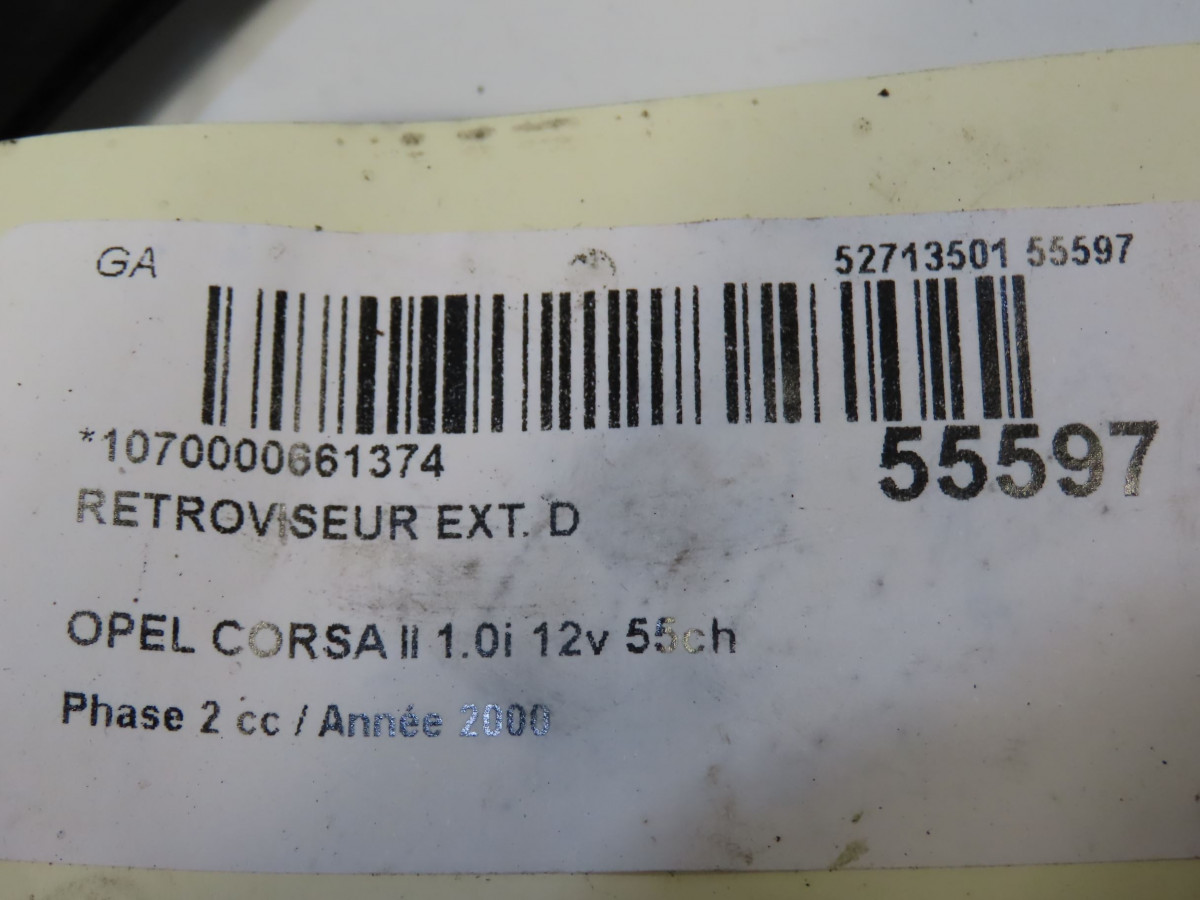 GA
52713501 55597
*1070000661374
55597
RETROVISEUR EXT. D
OPEL CORSA II 1.0i 12v 55ch
Phase 2 cc / Année 2000